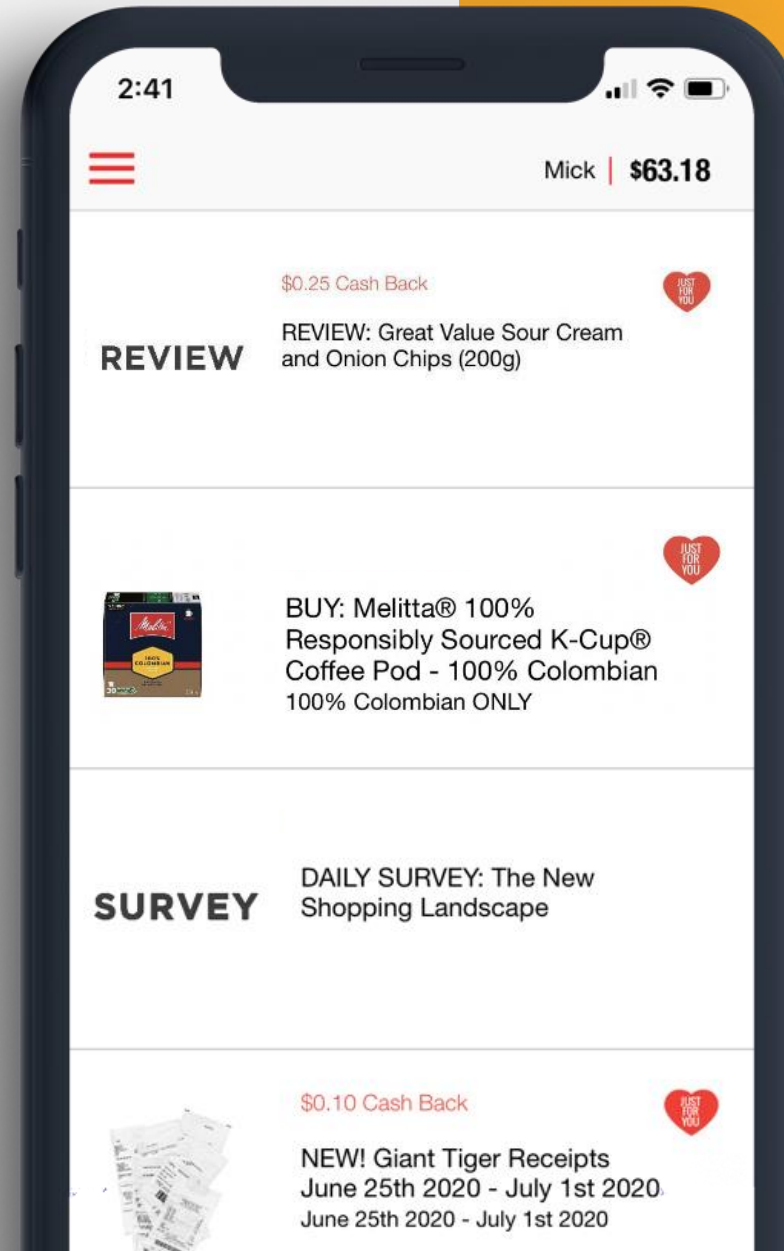 2:41
Mick | $63.18
$0.25 Cash Back
JUST
FOR
YOU
REVIEW
REVIEW: Great Value Sour Cream
and Onion Chips (200g)
JUST
FOR
YOU
Melitta
100%
COLOMBIAN
BUY: Melitta® 100%
Responsibly Sourced K-Cup®
Coffee Pod - 100% Colombian
100% Colombian ONLY
SURVEY
DAILY SURVEY: The New
Shopping Landscape
$0.10 Cash Back
JUST
FOR
YOU
NEW! Giant Tiger Receipts
June 25th 2020 - July 1st 2020
June 25th 2020 - July 1st 2020